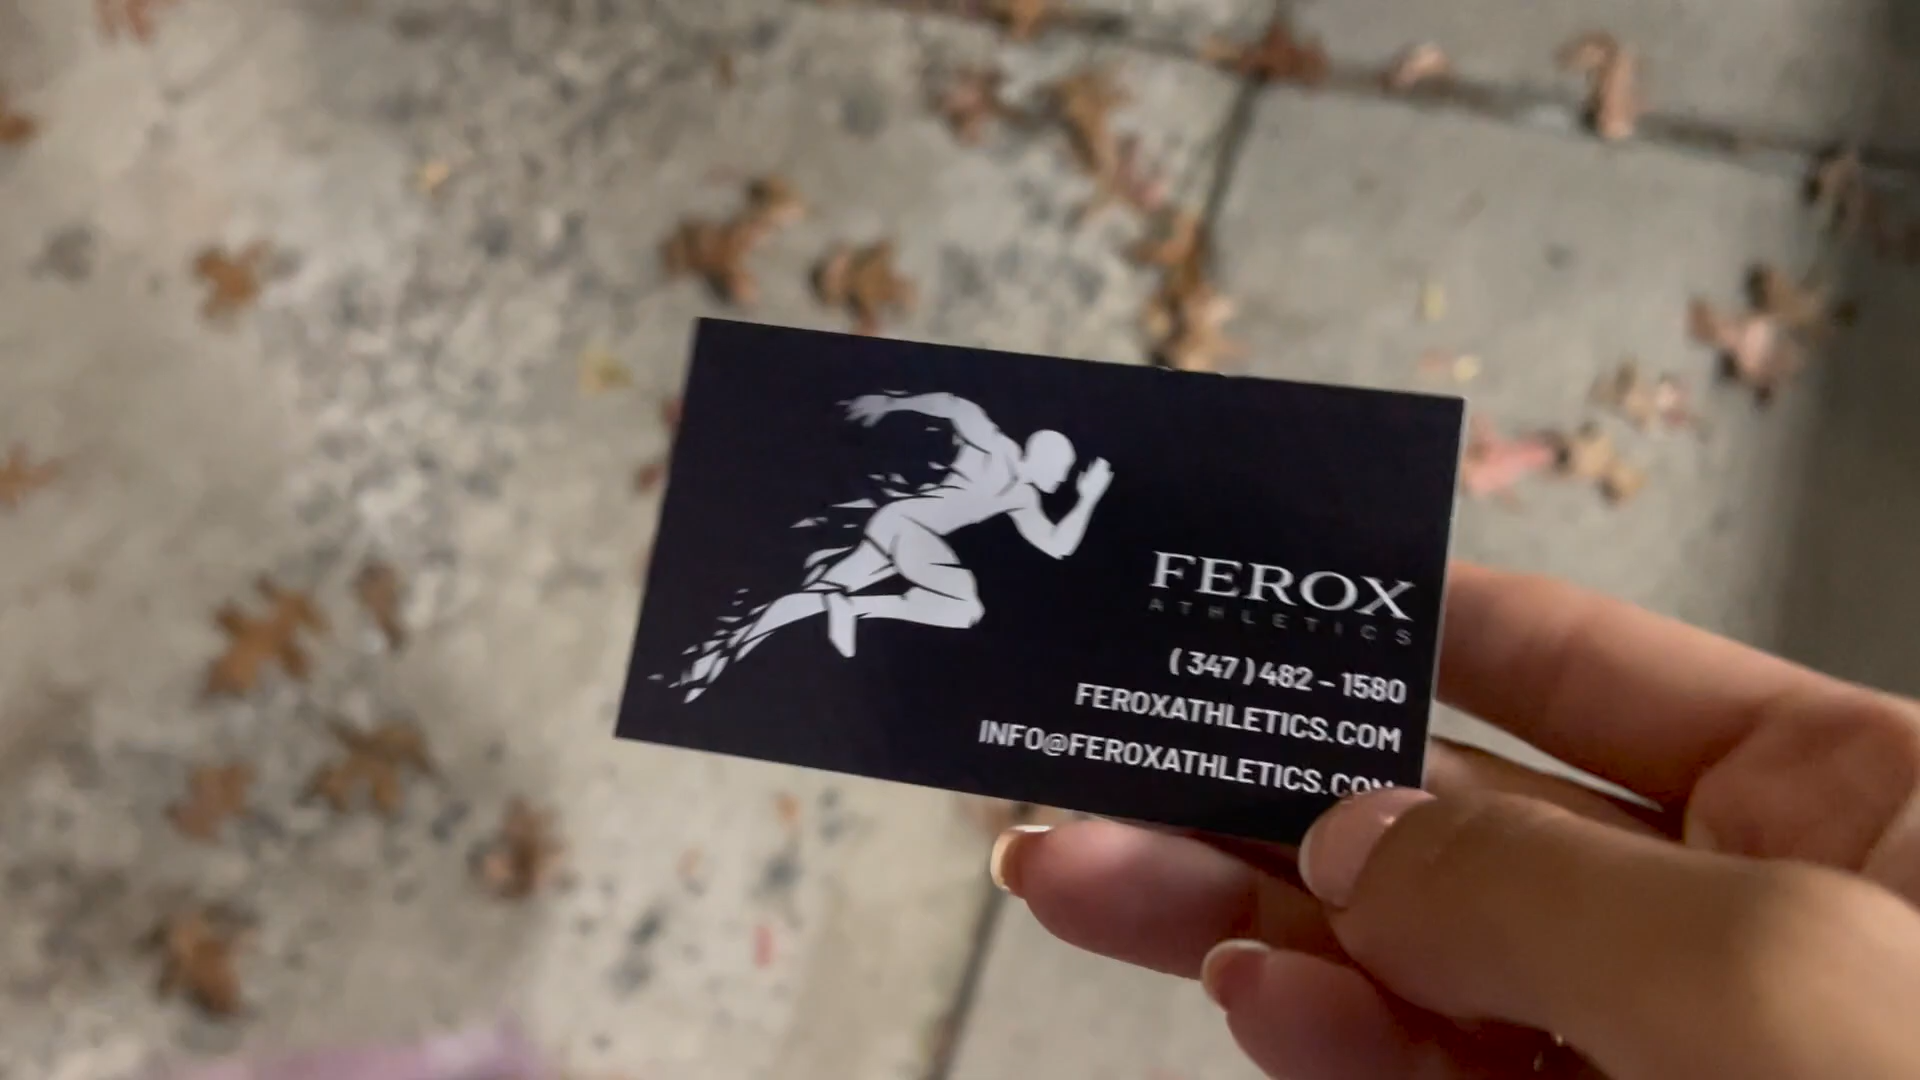 FEROX
ATHLETICS
(347)482-1580
FEROXATHLETICS.COM
INFO@FEROXATHLETICS.COM